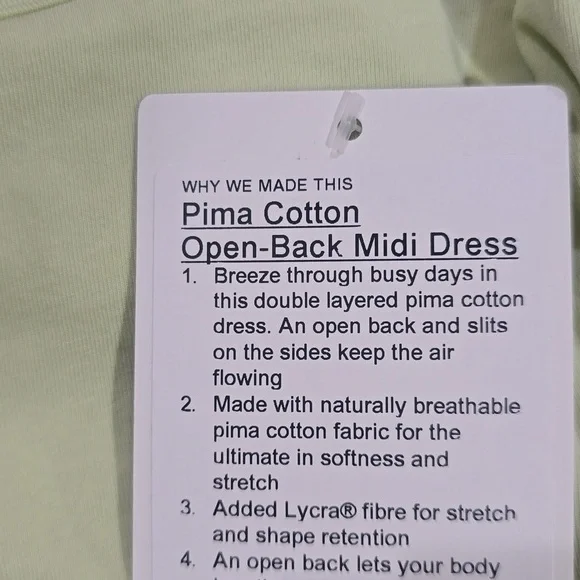 WHY WE MADE THIS
Pima Cotton
Open-Back Midi Dress
1. Breeze through busy days in
this double layered pima cotton
dress. An open back and slits
on the sides keep the air
flowing
2. Made with naturally breathable
pima cotton fabric for the
ultimate in softness and
stretch
3. Added Lycra® fibre for stretch
and shape retention
4. An open back lets your body